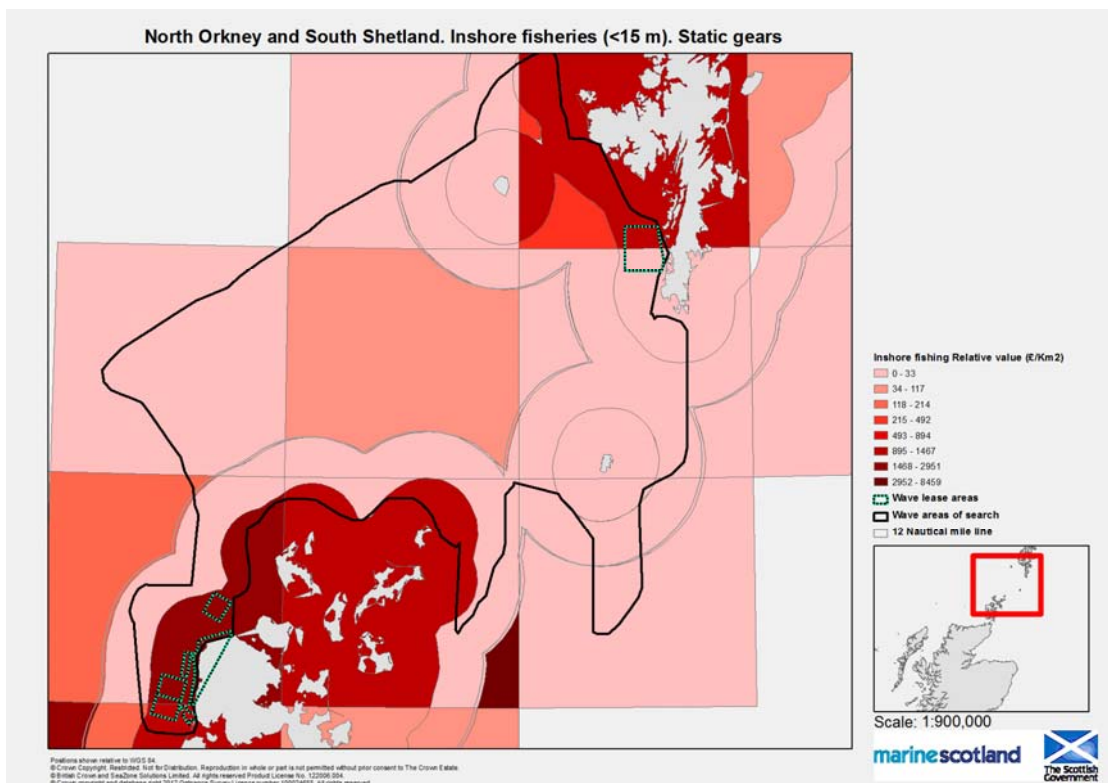 North Orkney and South Shetland. Inshore fisheries (<15 m). Static gears
Inshore fishing Relative value (£/Km2)
0 - 33
34 - 117
118 - 214
215 - 492
493 - 894
895 - 1467
1468 - 2951
2952 - 8459
Wave lease areas
Wave areas of search
12 Nautical mile line
Scale: 1:900,000
marinescotland
The Scottish
Government
Positions shown relative to WGS 84.
© Crown Copyright. Restricted. Not for Distribution. Reproduction in whole or part is not permitted without prior consent to The Crown Estate.
© British Crown and SeaZone Solutions Limited. All rights reserved Product License No. 122006.004.